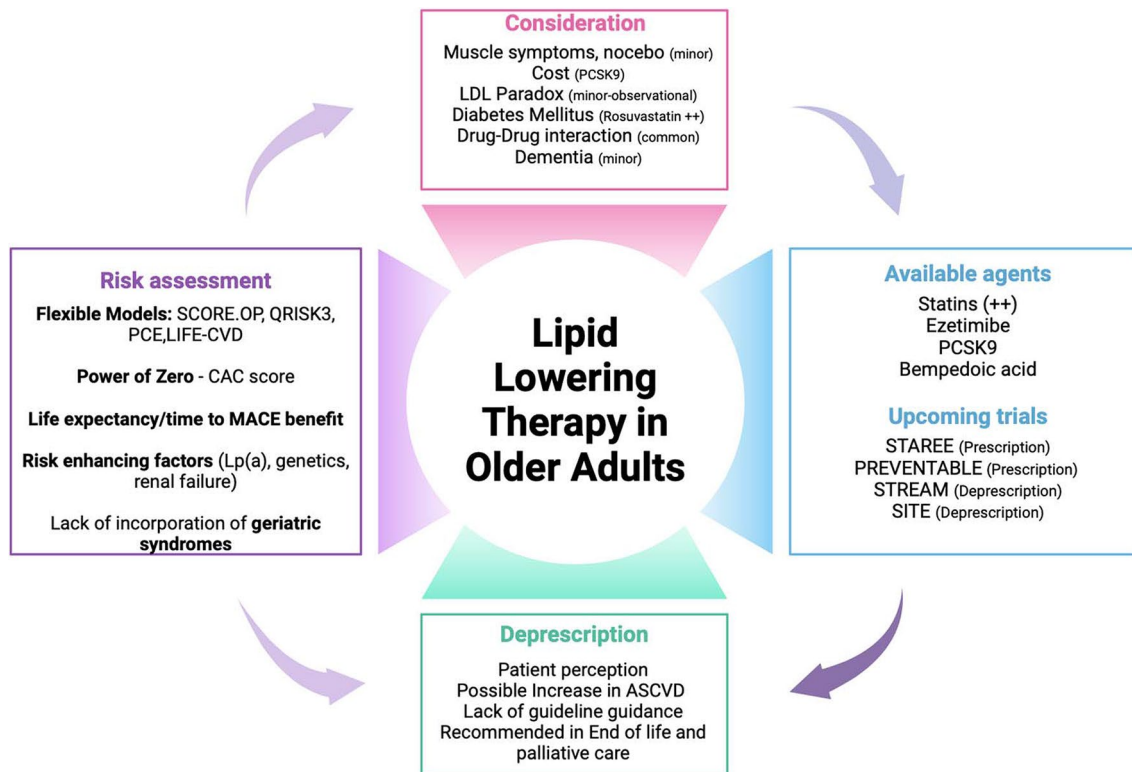 Consideration
Muscle symptoms, nocebo (minor)
Cost (PCSK9)
LDL Paradox (minor-observational)
Diabetes Mellitus (Rosuvastatin ++)
Drug-Drug interaction (common)
Dementia (minor)
Risk assessment
Flexible Models: SCORE.OP, QRISK3,
PCE,LIFE-CVD
Power of Zero - CAC score
Life expectancy/time to MACE benefit
Risk enhancing factors (Lp(a), genetics,
renal failure)
Lack of incorporation of geriatric
syndromes
Lipid
Lowering
Therapy in
Older Adults
Available agents
Statins (++)
Ezetimibe
PCSK9
Bempedoic acid
Upcoming trials
STAREE (Prescription)
PREVENTABLE (Prescription)
STREAM (Deprescription)
SITE (Deprescription)
Deprescription
Patient perception
Possible Increase in ASCVD
Lack of guideline guidance
Recommended in End of life and
palliative care